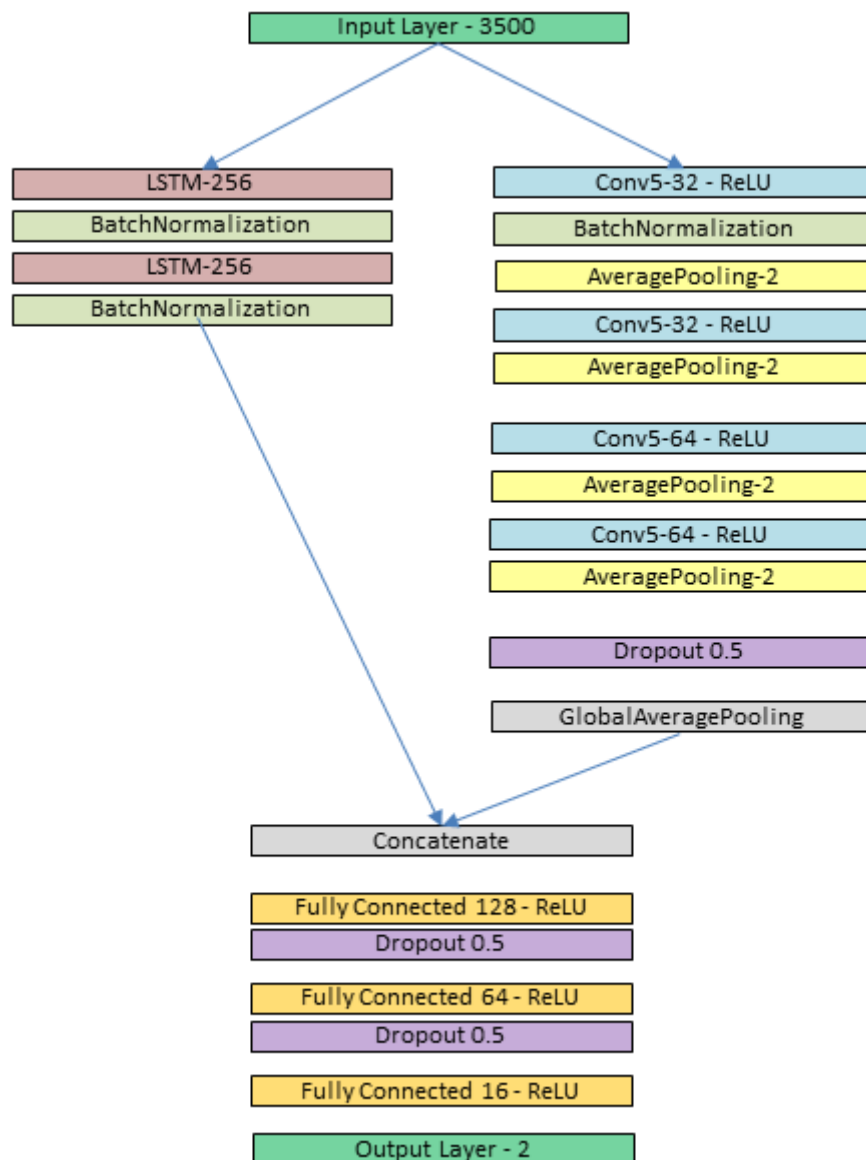 Input Layer - 3500
LSTM-256
BatchNormalization
LSTM-256
BatchNormalization
Conv5-32 - ReLU
BatchNormalization
AveragePooling-2
Conv5-32 - ReLU
AveragePooling-2
Conv5-64 - ReLU
AveragePooling-2
Conv5-64 - ReLU
AveragePooling-2
Dropout 0.5
GlobalAveragePooling
Concatenate
Fully Connected 128 - ReLU
Dropout 0.5
Fully Connected 64 - ReLU
Dropout 0.5
Fully Connected 16 - ReLU
Output Layer - 2